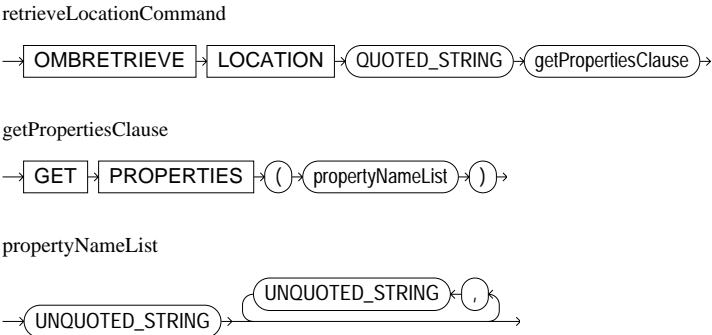 retrieveLocationCommand
OMBRETRIEVE LOCATION QUOTED_STRING getPropertiesClause
getPropertiesClause
GET PROPERTIES ( propertyNameList )
propertyNameList
UNQUOTED_STRING ,
UNQUOTED_STRING